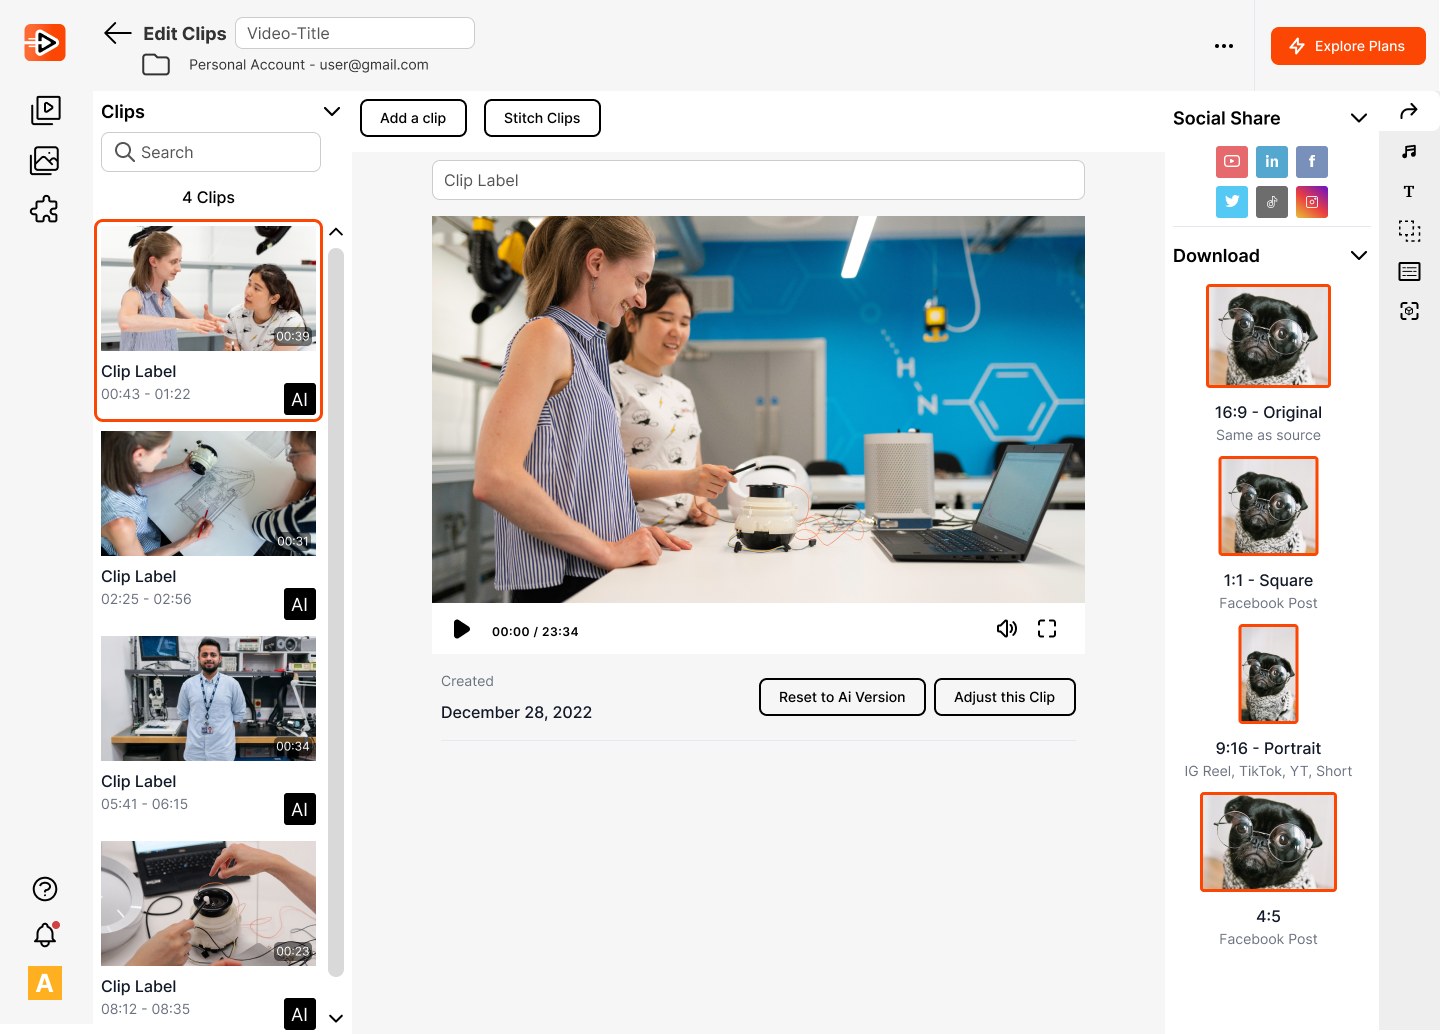 Edit Clips
Video-Title
Personal Account - user@gmail.com
Explore Plans
Clips
Search
4 Clips
00:39
Clip Label
00:43 - 01:22
AI
00:31
Clip Label
02:25 - 02:56
AI
00:34
Clip Label
05:41 - 06:15
AI
00:23
Clip Label
08:12 - 08:35
AI
A
Add a clip
Stitch Clips
Clip Label
H
N
00:00 / 23:34
Created
December 28, 2022
Reset to Ai Version
Adjust this Clip
Social Share
in
f
Download
16:9 - Original
Same as source
1:1 - Square
Facebook Post
9:16 - Portrait
IG Reel, TikTok, YT, Short
4:5
Facebook Post
T